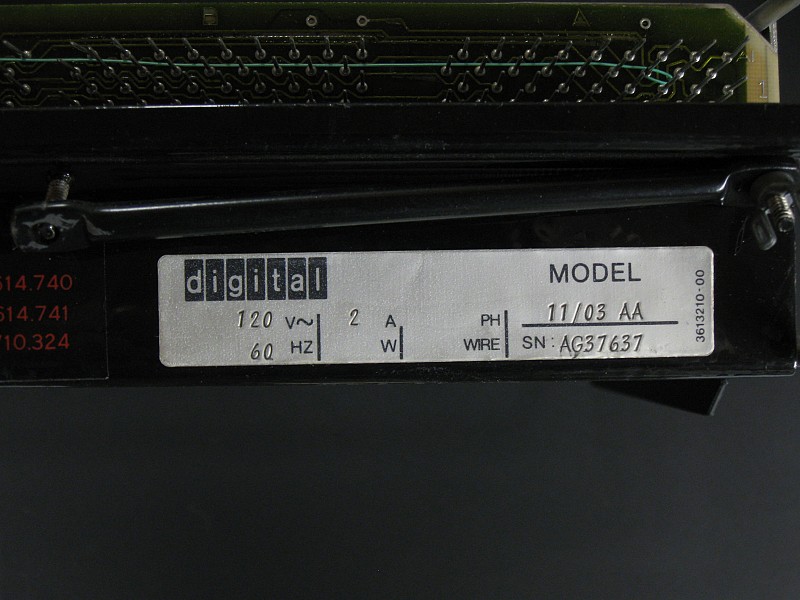 614.740
614.741
710.324
digital
120 V~ 2 A PH
60 HZ W WIRE
MODEL
11/03 AA
SN: AG37637
3613210-00